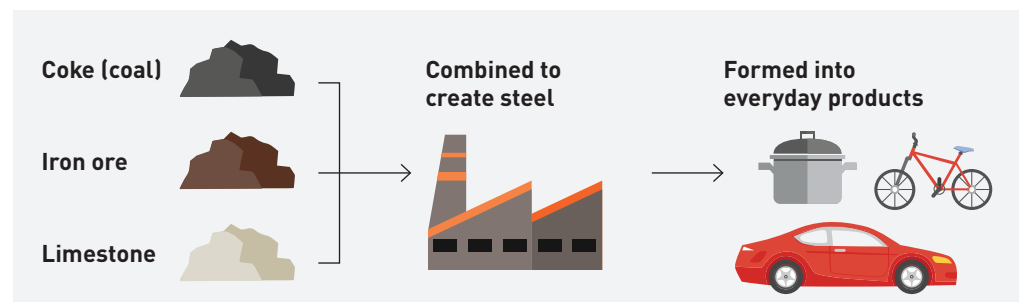 Coke (coal)
Iron ore
Limestone
Combined to
create steel
Formed into
everyday products